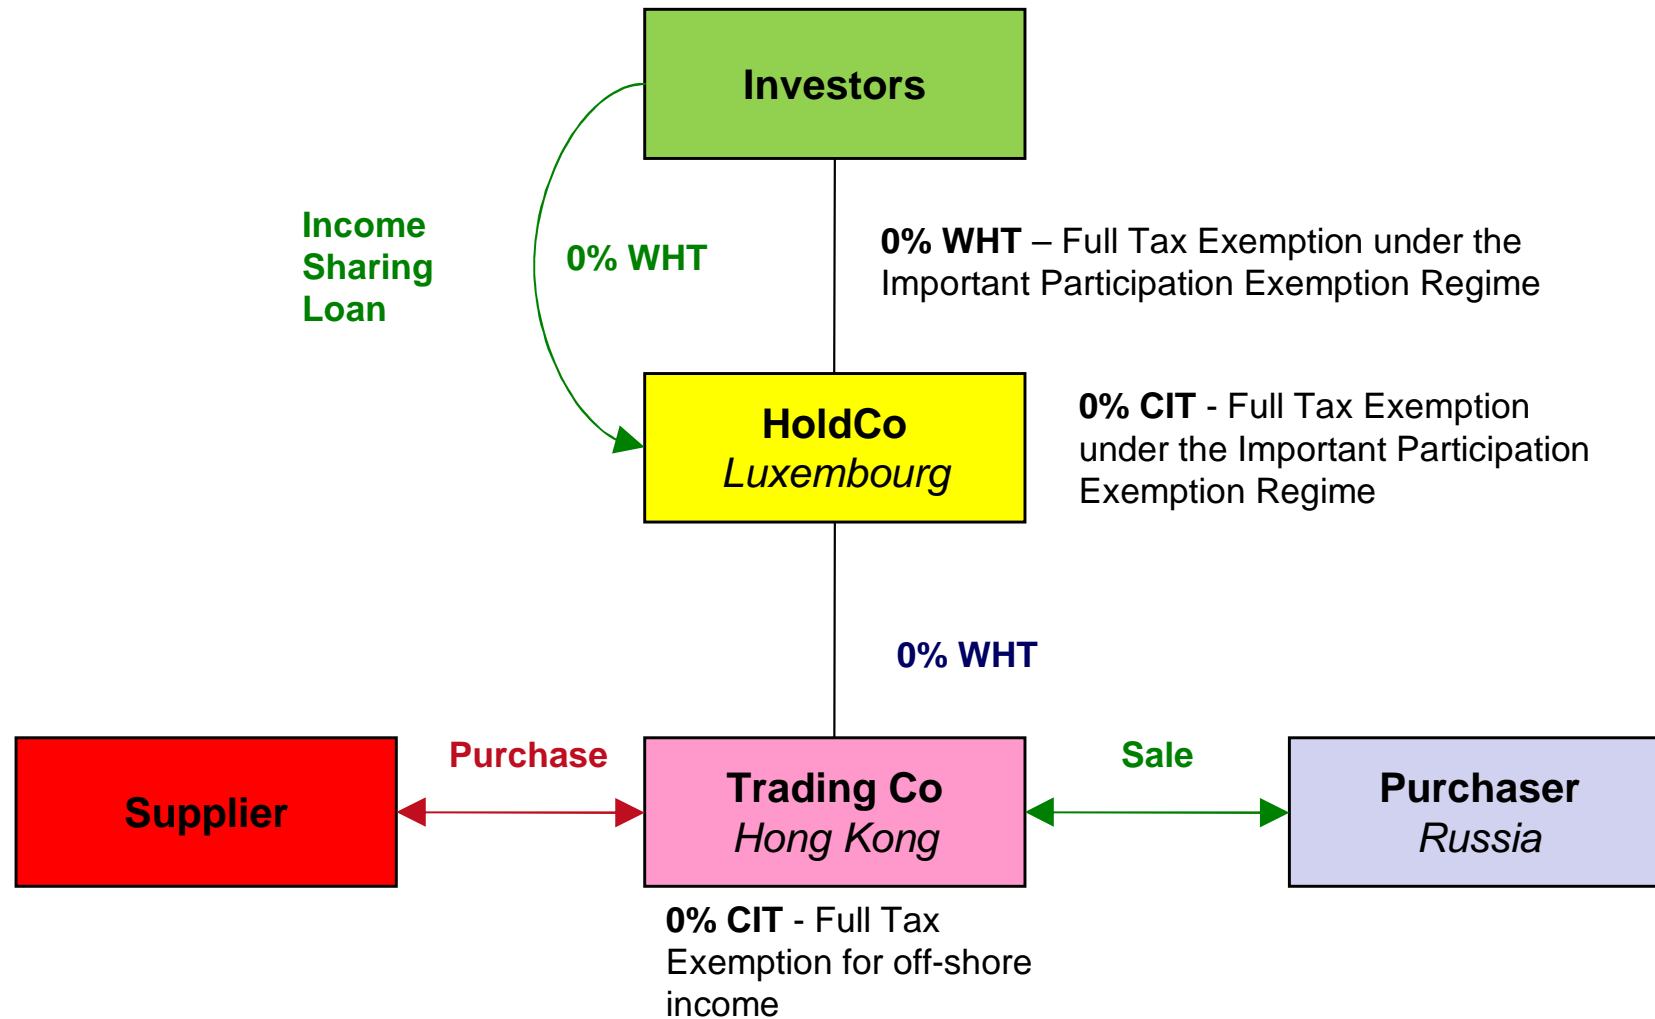 Investors
Income
Sharing
Loan
0% WHT
0% WHT – Full Tax Exemption under the
Important Participation Exemption Regime
HoldCo
Luxembourg
0% CIT - Full Tax Exemption
under the Important Participation
Exemption Regime
0% WHT
Supplier
Purchase
Trading Co
Hong Kong
Sale
Purchaser
Russia
0% CIT - Full Tax
Exemption for off-shore
income